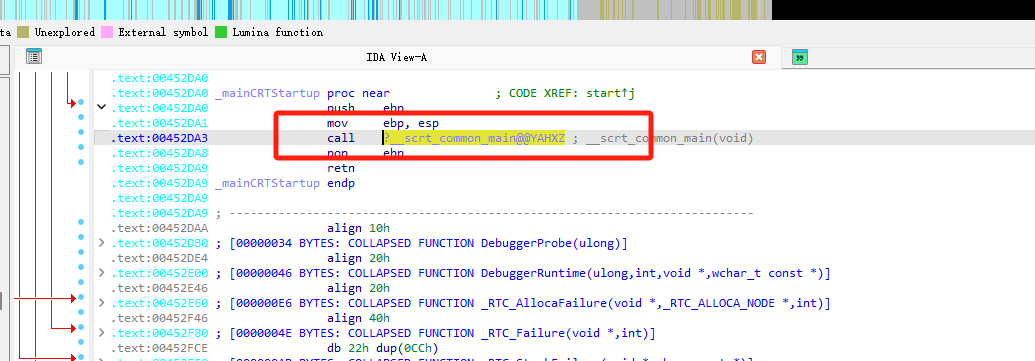 ta Unexplored External symbol Lumina function
IDA View-A
.text:00452DA0
.text:00452DA0 _mainCRTStartup proc near ; CODE XREF: start↑j
.text:00452DA0 push ebp
.text:00452DA1 mov ebp, esp
.text:00452DA3 call ?__scrt_common_main@@YAHXZ ; __scrt_common_main(void)
.text:00452DA8 pop ebp
.text:00452DA9 retn
.text:00452DA9 _mainCRTStartup endp
.text:00452DA9
.text:00452DA9 ; ---------------------------------------------------------------------------
.text:00452DAA align 10h
.text:00452DB0 ; [00000034 BYTES: COLLAPSED FUNCTION DebuggerProbe(ulong)]
.text:00452DE4 align 20h
.text:00452E00 ; [00000046 BYTES: COLLAPSED FUNCTION DebuggerRuntime(ulong,int,void *,wchar_t const *)]
.text:00452E46 align 20h
.text:00452E60 ; [000000E6 BYTES: COLLAPSED FUNCTION _RTC_AllocaFailure(void *,_RTC_ALLOCA_NODE *,int)]
.text:00452F46 align 40h
.text:00452F80 ; [0000004E BYTES: COLLAPSED FUNCTION _RTC_Failure(void *,int)]
.text:00452FCE db 22h dup(0CCh)